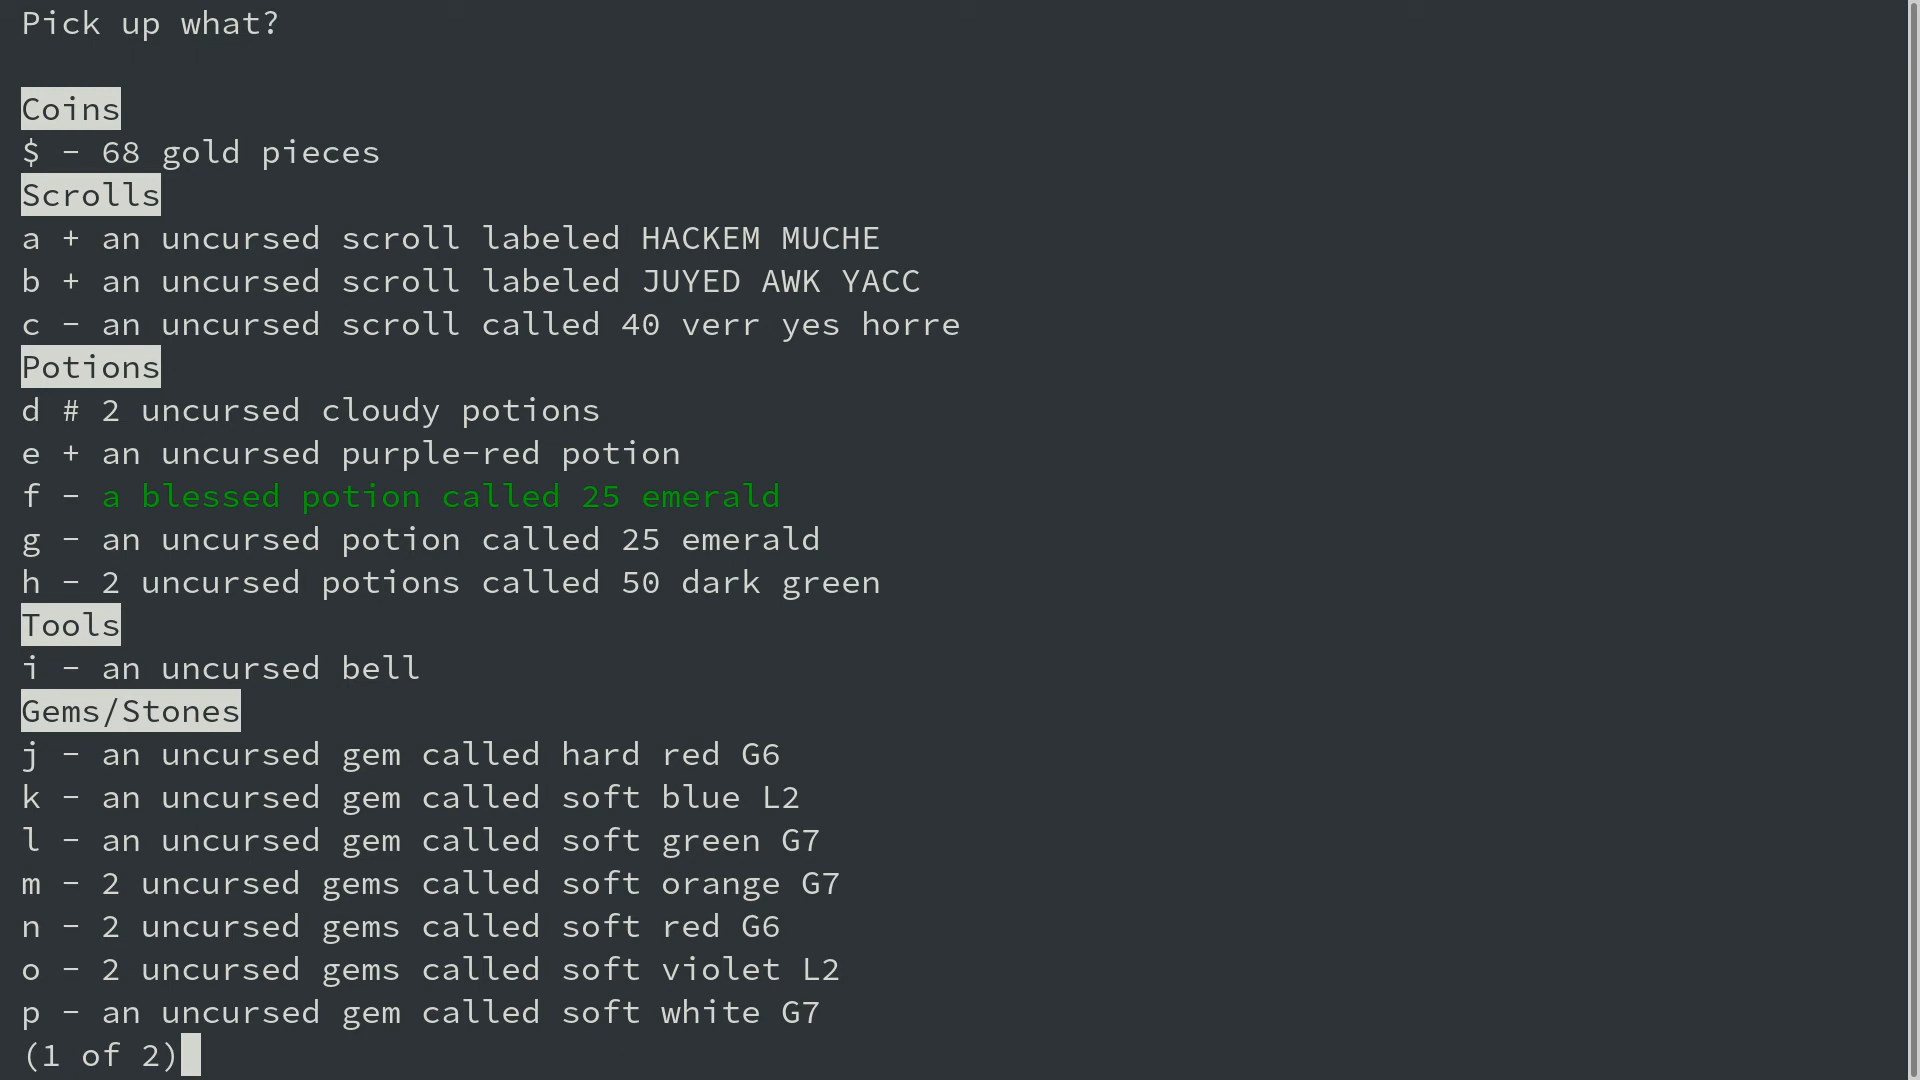 Pick up what?
Coins
$ - 68 gold pieces
Scrolls
a + an uncursed scroll labeled HACKEM MUCHE
b + an uncursed scroll labeled JUYED AWK YACC
c - an uncursed scroll called 40 verr yes horre
Potions
d # 2 uncursed cloudy potions
e + an uncursed purple-red potion
f - a blessed potion called 25 emerald
g - an uncursed potion called 25 emerald
h - 2 uncursed potions called 50 dark green
Tools
i - an uncursed bell
Gems/Stones
j - an uncursed gem called hard red G6
k - an uncursed gem called soft blue L2
l - an uncursed gem called soft green G7
m - 2 uncursed gems called soft orange G7
n - 2 uncursed gems called soft red G6
o - 2 uncursed gems called soft violet L2
p - an uncursed gem called soft white G7
(1 of 2)